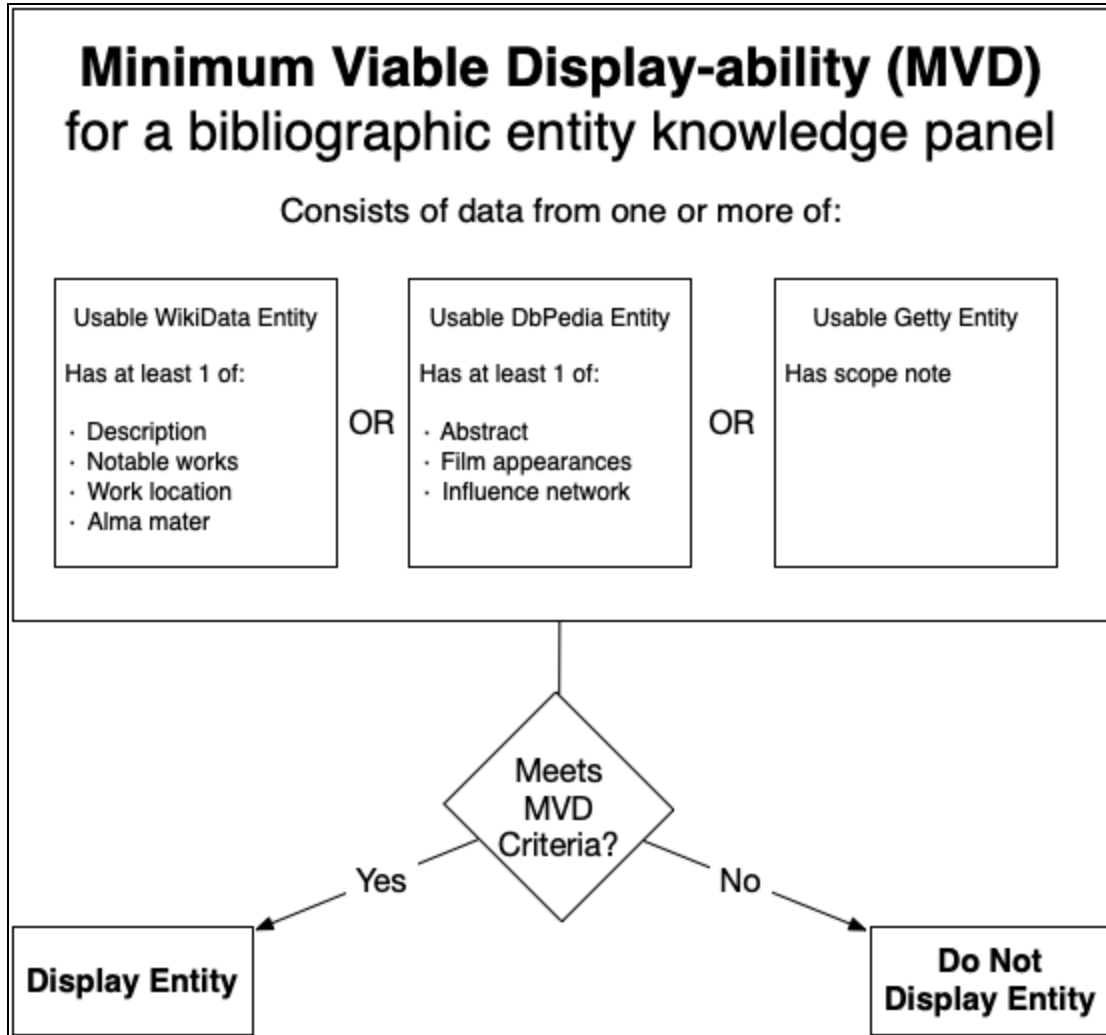 Minimum Viable Display-ability (MVD)
for a bibliographic entity knowledge panel
Consists of data from one or more of:
Usable WikiData Entity
Has at least 1 of:
· Description
· Notable works
· Work location
· Alma mater
OR
Usable DbPedia Entity
Has at least 1 of:
· Abstract
· Film appearances
· Influence network
OR
Usable Getty Entity
Has scope note
Meets
MVD
Criteria?
Yes
No
Display Entity
Do Not
Display Entity